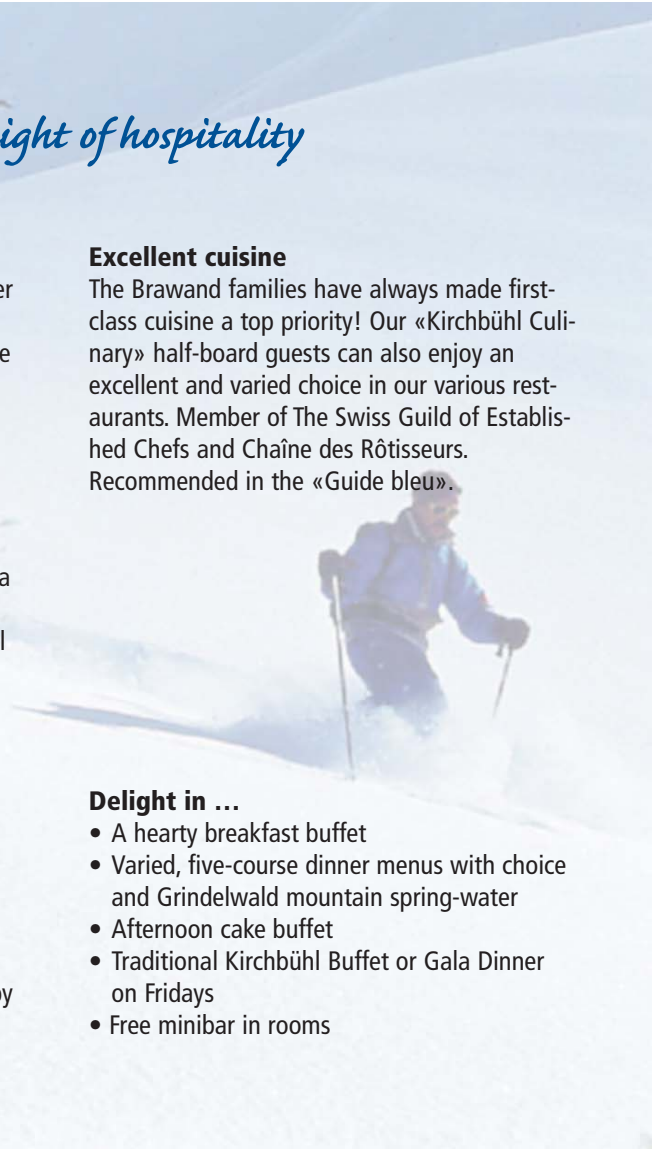 of hospitality
Excellent cuisine
The Brawand families have always made first-
class cuisine a top priority! Our «Kirchbühl Culi-
nary» half-board guests can also enjoy an
excellent and varied choice in our various rest-
aurants. Member of The Swiss Guild of Establis-
hed Chefs and Chaîne des Rôtisseurs.
Recommended in the «Guide bleu».
Delight in …
• A hearty breakfast buffet
• Varied, five-course dinner menus with choice
and Grindelwald mountain spring-water
• Afternoon cake buffet
• Traditional Kirchbühl Buffet or Gala Dinner
on Fridays
• Free minibar in rooms